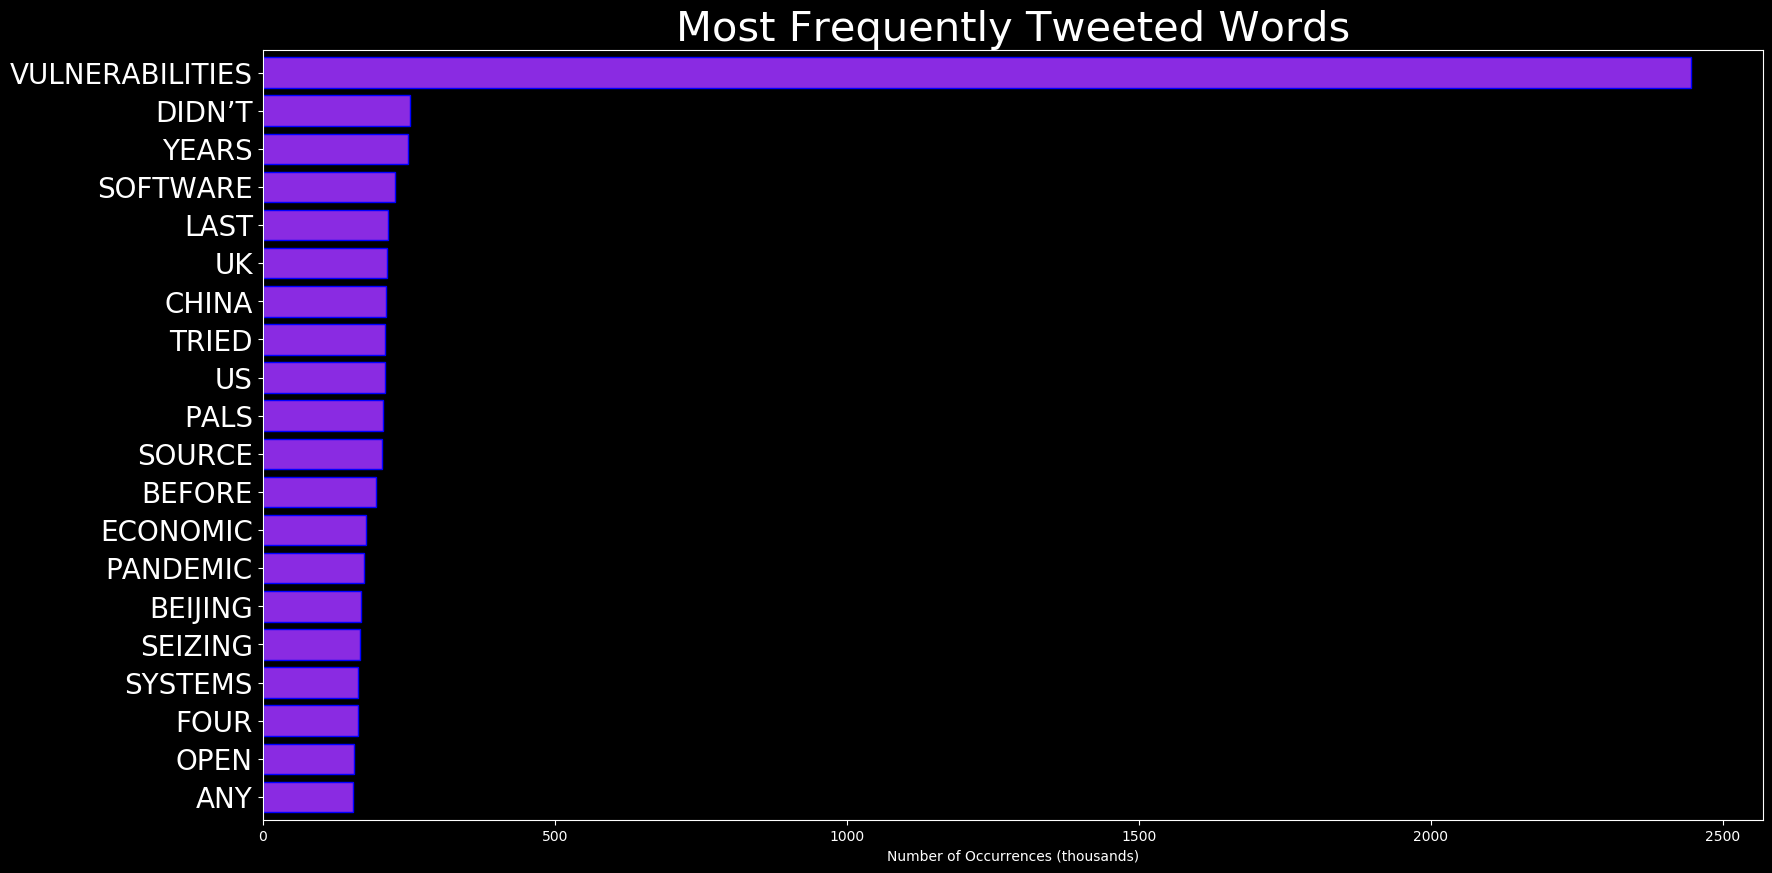 Most Frequently Tweeted Words
VULNERABILITIES
DIDN’T
YEARS
SOFTWARE
LAST
UK
CHINA
TRIED
US
PALS
SOURCE
BEFORE
ECONOMIC
PANDEMIC
BEIJING
SEIZING
SYSTEMS
FOUR
OPEN
ANY
0 500 1000 1500 2000 2500
Number of Occurrences (thousands)